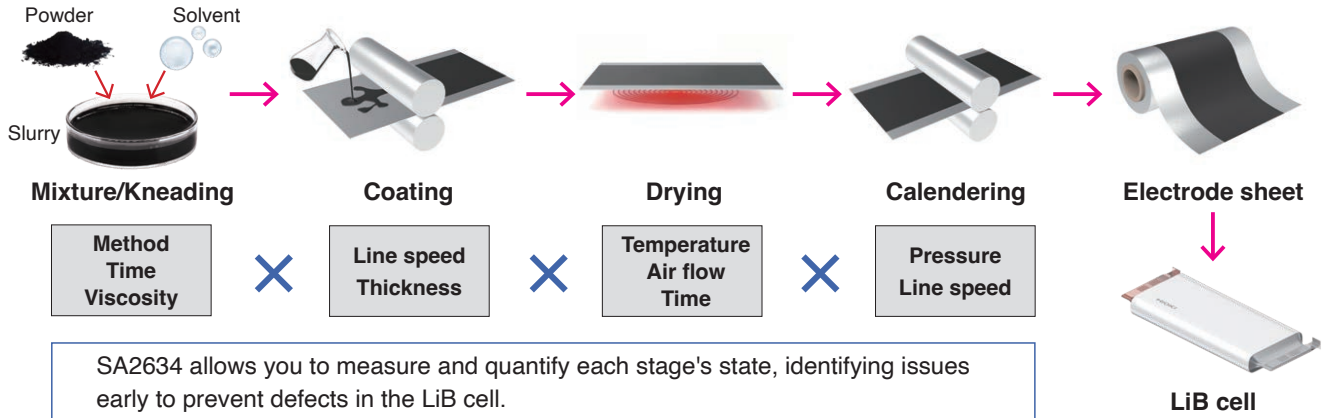 Powder
Solvent
Slurry
Mixture/Kneading
Coating
Drying
Calendering
Electrode sheet
Method
Time
Viscosity
Line speed
Thickness
Temperature
Air flow
Time
Pressure
Line speed
SA2634 allows you to measure and quantify each stage's state, identifying issues
early to prevent defects in the LiB cell.
LiB cell